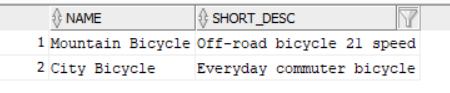 NAME SHORT_DESC
1 Mountain Bicycle Off-road bicycle 21 speed
2 City Bicycle Everyday commuter bicycle